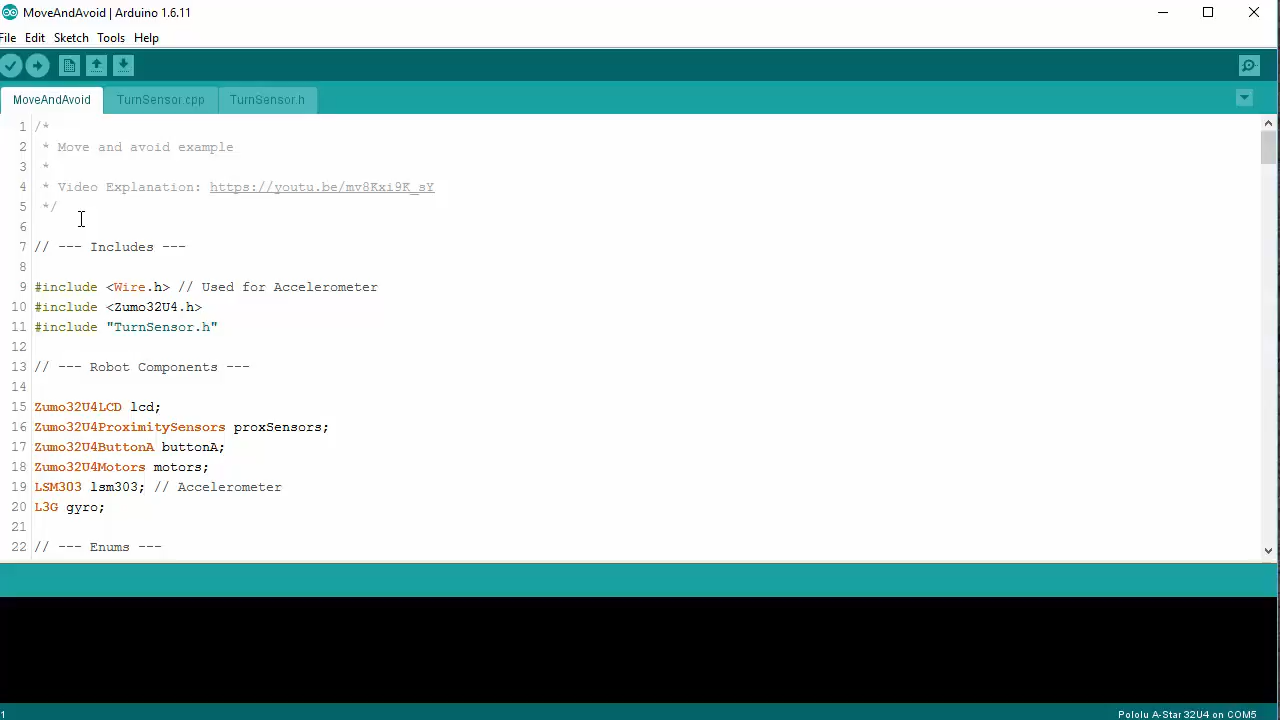 MoveAndAvoid | Arduino 1.6.11
File Edit Sketch Tools Help
MoveAndAvoid TurnSensor.cpp TurnSensor.h
1 /*
2 * Move and avoid example
3 *
4 * Video Explanation: https://youtu.be/mv8Kxi9K_sY
5 */
6
7 // --- Includes ---
8
9 #include <Wire.h> // Used for Accelerometer
10 #include <Zumo32U4.h>
11 #include "TurnSensor.h"
12
13 // --- Robot Components ---
14
15 Zumo32U4LCD lcd;
16 Zumo32U4ProximitySensors proxSensors;
17 Zumo32U4ButtonA buttonA;
18 Zumo32U4Motors motors;
19 LSM303 lsm303; // Accelerometer
20 L3G gyro;
21
22 // --- Enums ---
1 Pololu A-Star 32U4 on COM5